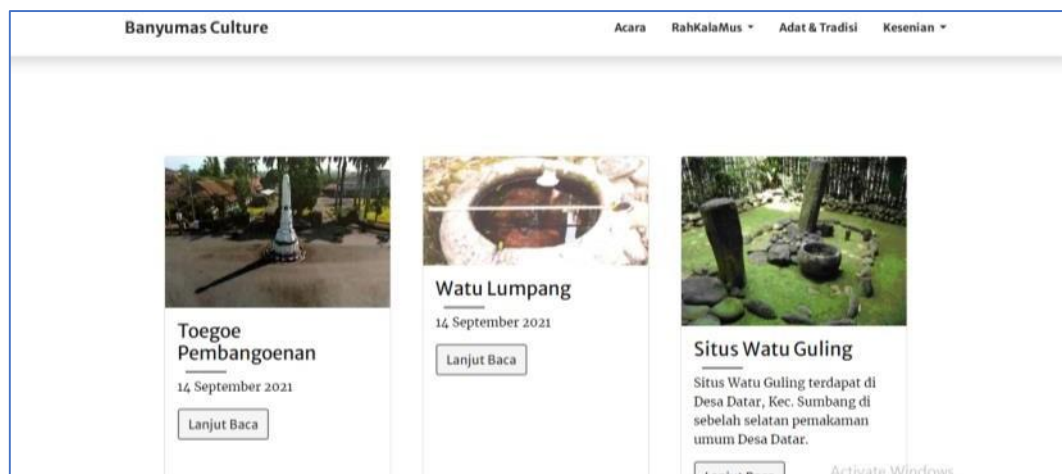 Banyumas Culture
Acara
RahKalaMus
Adat & Tradisi
Kesenian
Toegoe
Pembangoenan
14 September 2021
Lanjut Baca
Watu Lumpang
14 September 2021
Lanjut Baca
Situs Watu Guling
Situs Watu Guling terdapat di
Desa Datar, Kec. Sumbang di
sebelah selatan pemakaman
umum Desa Datar.
Activate Windows